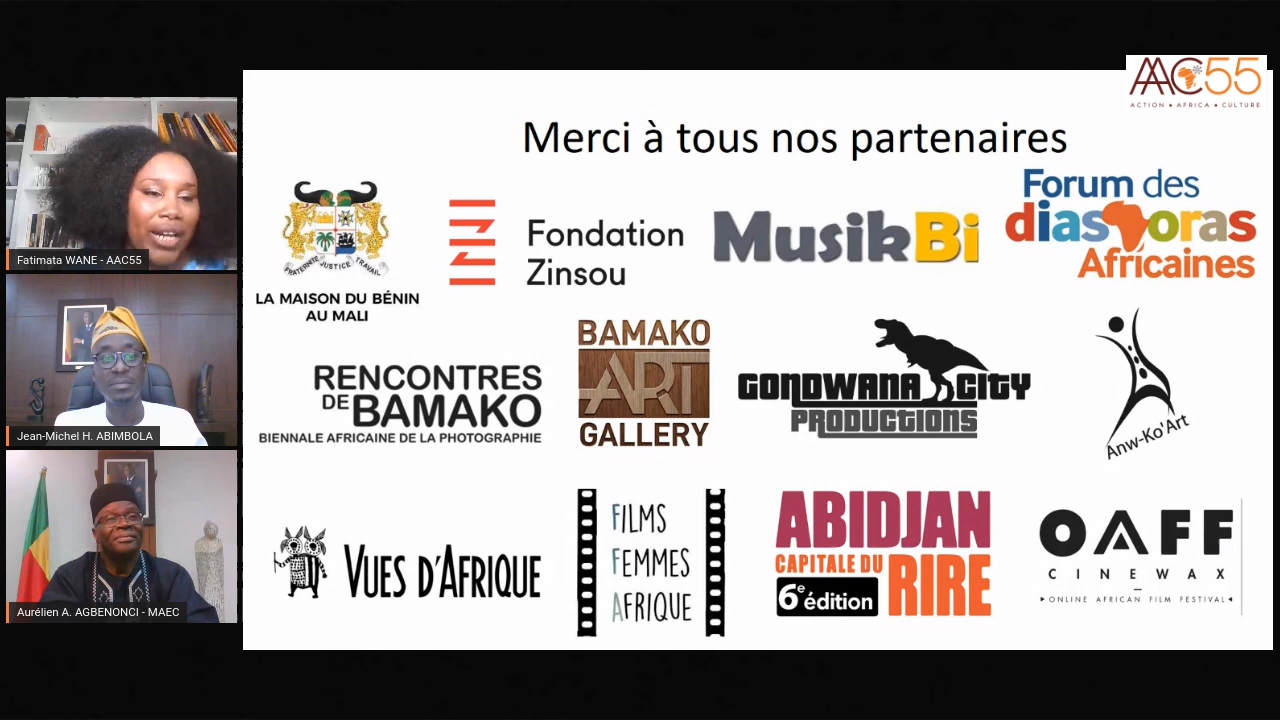 AAC55
ACTION • AFRICA • CULTURE
Merci à tous nos partenaires
Fatimata WANE - AAC55
Jean-Michel H. ABIMBOLA
Aurélien A. AGBENONCI - MAEC
FRATERNITÉ JUSTICE TRAVAIL
LA MAISON DU BÉNIN
AU MALI
Fondation
Zinsou
MusikBi
Forum des
diasporas
Africaines
RENCONTRES
DE BAMAKO
BIENNALE AFRICAINE DE LA PHOTOGRAPHIE
BAMAKO
ART
GALLERY
GONDWANA CITY
PRODUCTIONS
Anw-Ko'Art
VUES D'AFRIQUE
FILMS
FEMMES
AFRIQUE
ABIDJAN
CAPITALE DU
RIRE
6e édition
OAFF
CINEWAX
ONLINE AFRICAN FILM FESTIVAL